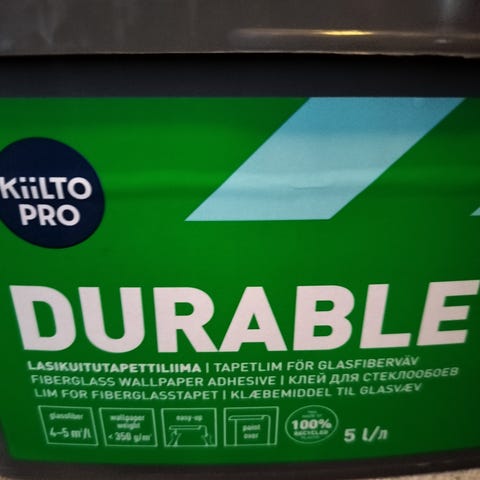 KiiLTO
PRO
DURABLE
LASIKUITUTAPETTILIIMA | TAPETLIM FÖR GLASFIBERVÄV
FIBERGLASS WALLPAPER ADHESIVE | КЛЕЙ ДЛЯ СТЕКЛООБОЕВ
LIM FOR FIBERGLASSTAPET | KLÆBEMIDDEL TIL GLASVÆV
glassfiber
4–5 m²/l
wallpaper
weight
< 350 g/m²
easy-up
paint
over
100%
RECYCLED
5 l/л